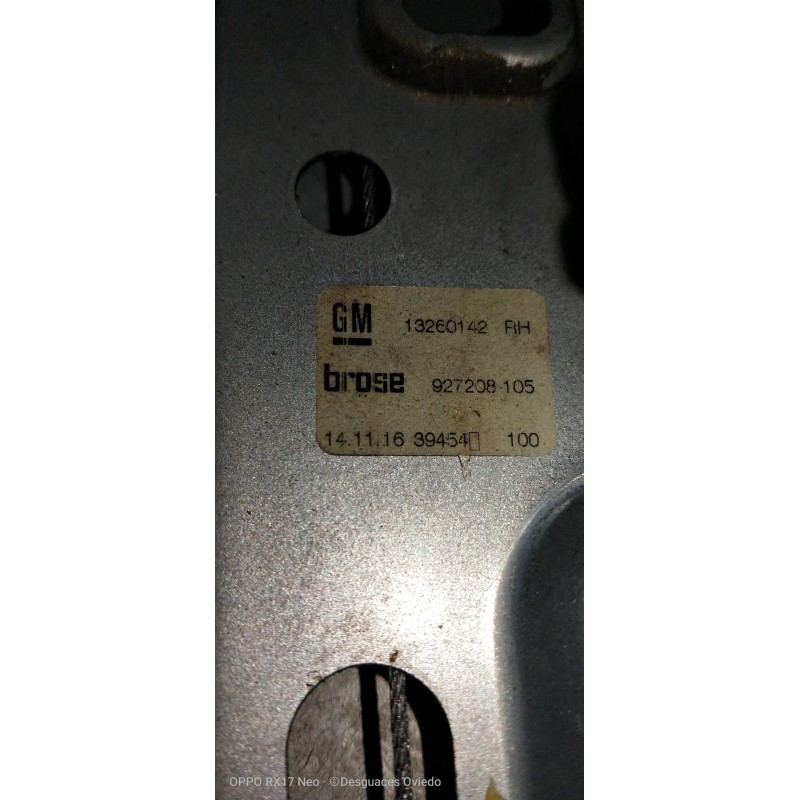 GM 13260142 RH
brose 927208-105
14.11.16 39454 100
OPPO RX17 Neo · ©Desguaces Oviedo